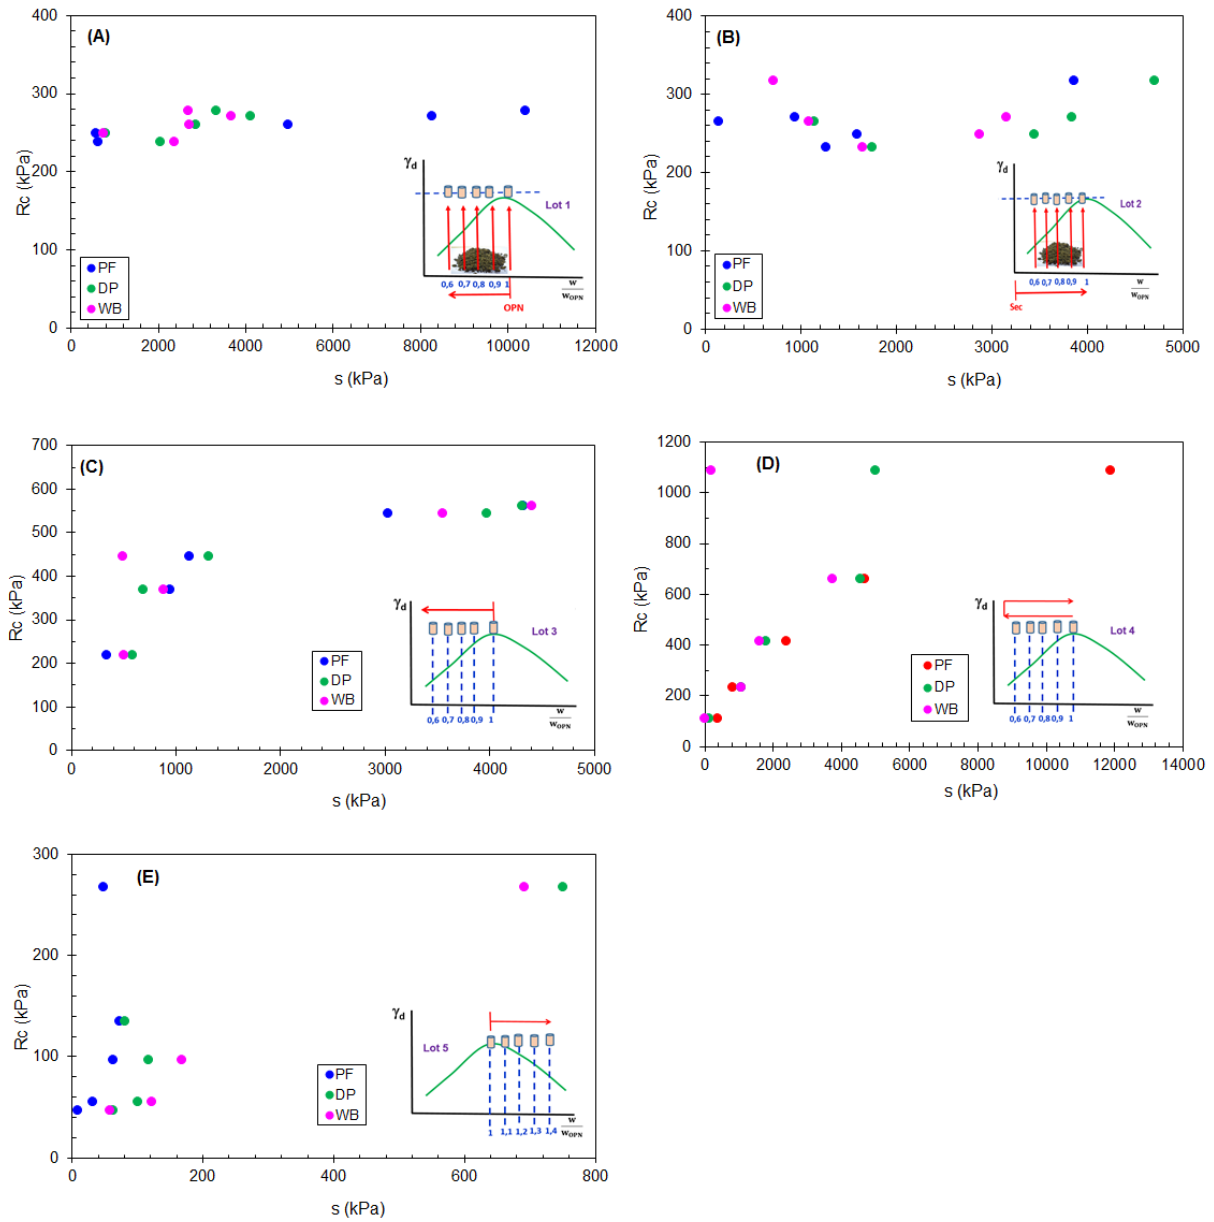 (A)
400
300
200
100
0
Rc (kPa)
PF
DP
WB
γd
Lot 1
0,6 0,7 0,8 0,9 1
w
wOPN
OPN
0 2000 4000 6000 8000 10000 12000
s (kPa)
(B)
400
300
200
100
0
Rc (kPa)
PF
DP
WB
γd
Lot 2
0,6 0,7 0,8 0,9 1
w
wOPN
Sec
0 1000 2000 3000 4000 5000
s (kPa)
(C)
700
600
500
400
300
200
100
0
Rc (kPa)
PF
DP
WB
γd
Lot 3
0,6 0,7 0,8 0,9 1
w
wOPN
0 1000 2000 3000 4000 5000
s (kPa)
(D)
1200
1000
800
600
400
200
0
Rc (kPa)
PF
DP
WB
γd
Lot 4
0,6 0,7 0,8 0,9 1
w
wOPN
0 2000 4000 6000 8000 10000 12000 14000
s (kPa)
(E)
300
200
100
0
Rc (kPa)
PF
DP
WB
γd
Lot 5
1 1,1 1,2 1,3 1,4
w
wOPN
0 200 400 600 800
s (kPa)